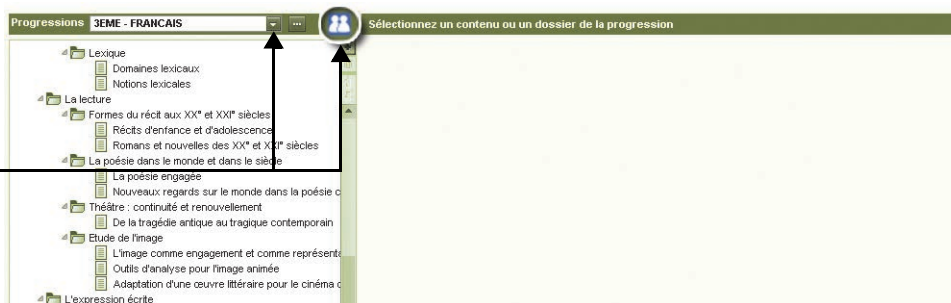 Progressions 3EME - FRANCAIS ... Sélectionnez un contenu ou un dossier de la progression
Lexique
Domaines lexicaux
Notions lexicales
La lecture
Formes du récit aux XX° et XXI° siècles
Récits d'enfance et d'adolescence
Romans et nouvelles des XX° et XXI° siècles
La poésie dans le monde et dans le siècle
La poésie engagée
Nouveaux regards sur le monde dans la poésie c
Théâtre : continuité et renouvellement
De la tragédie antique au tragique contemporain
Etude de l'image
L'image comme engagement et comme représenta
Outils d'analyse pour l'image animée
Adaptation d'une œuvre littéraire pour le cinéma o
L'expression écrite